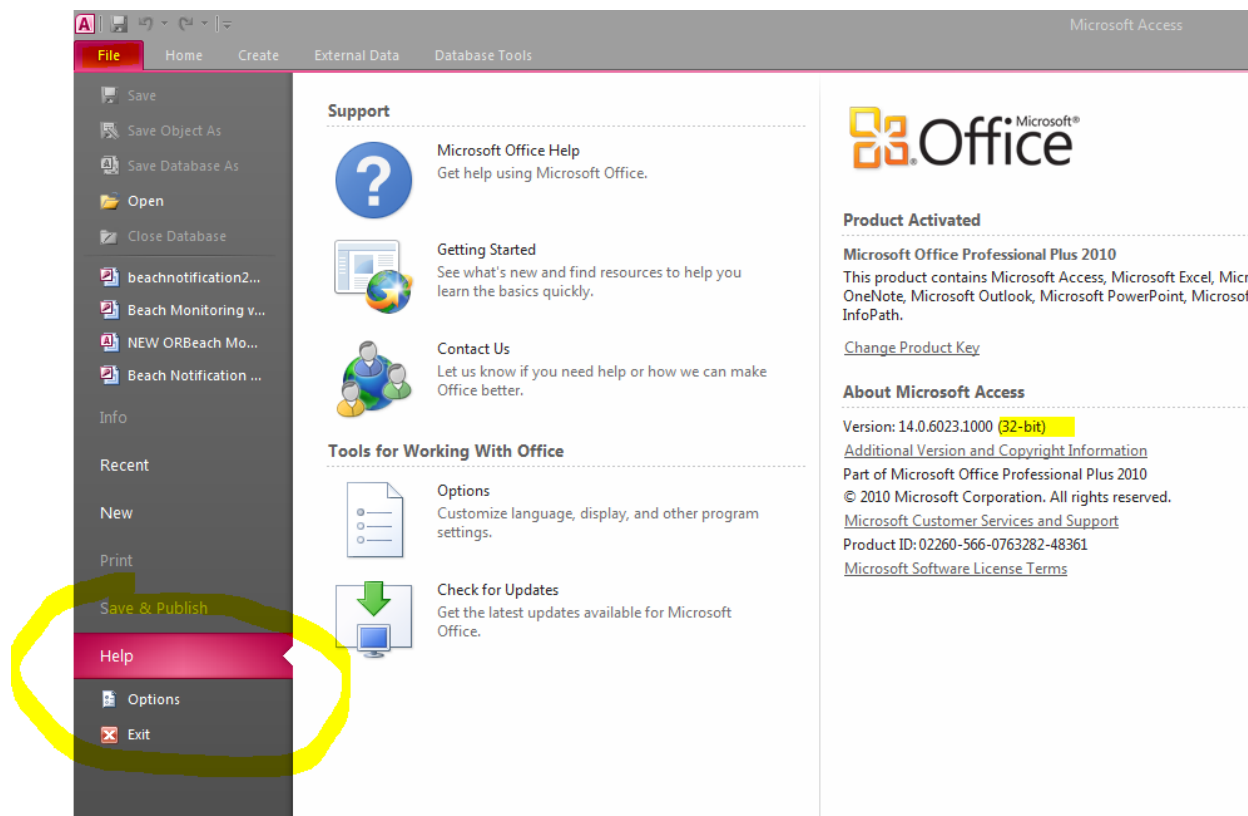 Microsoft Access
File Home Create External Data Database Tools
Save
Save Object As
Save Database As
Open
Close Database
beachnotification2...
Beach Monitoring v...
NEW ORBeach Mo...
Beach Notification ...
Info
Recent
New
Print
Save & Publish
Help
Options
Exit
Support
Microsoft Office Help
Get help using Microsoft Office.
Getting Started
See what's new and find resources to help you
learn the basics quickly.
Contact Us
Let us know if you need help or how we can make
Office better.
Tools for Working With Office
Options
Customize language, display, and other program
settings.
Check for Updates
Get the latest updates available for Microsoft
Office.
Microsoft®
Office
Product Activated
Microsoft Office Professional Plus 2010
This product contains Microsoft Access, Microsoft Excel, Micr
OneNote, Microsoft Outlook, Microsoft PowerPoint, Microsof
InfoPath.
Change Product Key
About Microsoft Access
Version: 14.0.6023.1000 (32-bit)
Additional Version and Copyright Information
Part of Microsoft Office Professional Plus 2010
© 2010 Microsoft Corporation. All rights reserved.
Microsoft Customer Services and Support
Product ID: 02260-566-0763282-48361
Microsoft Software License Terms